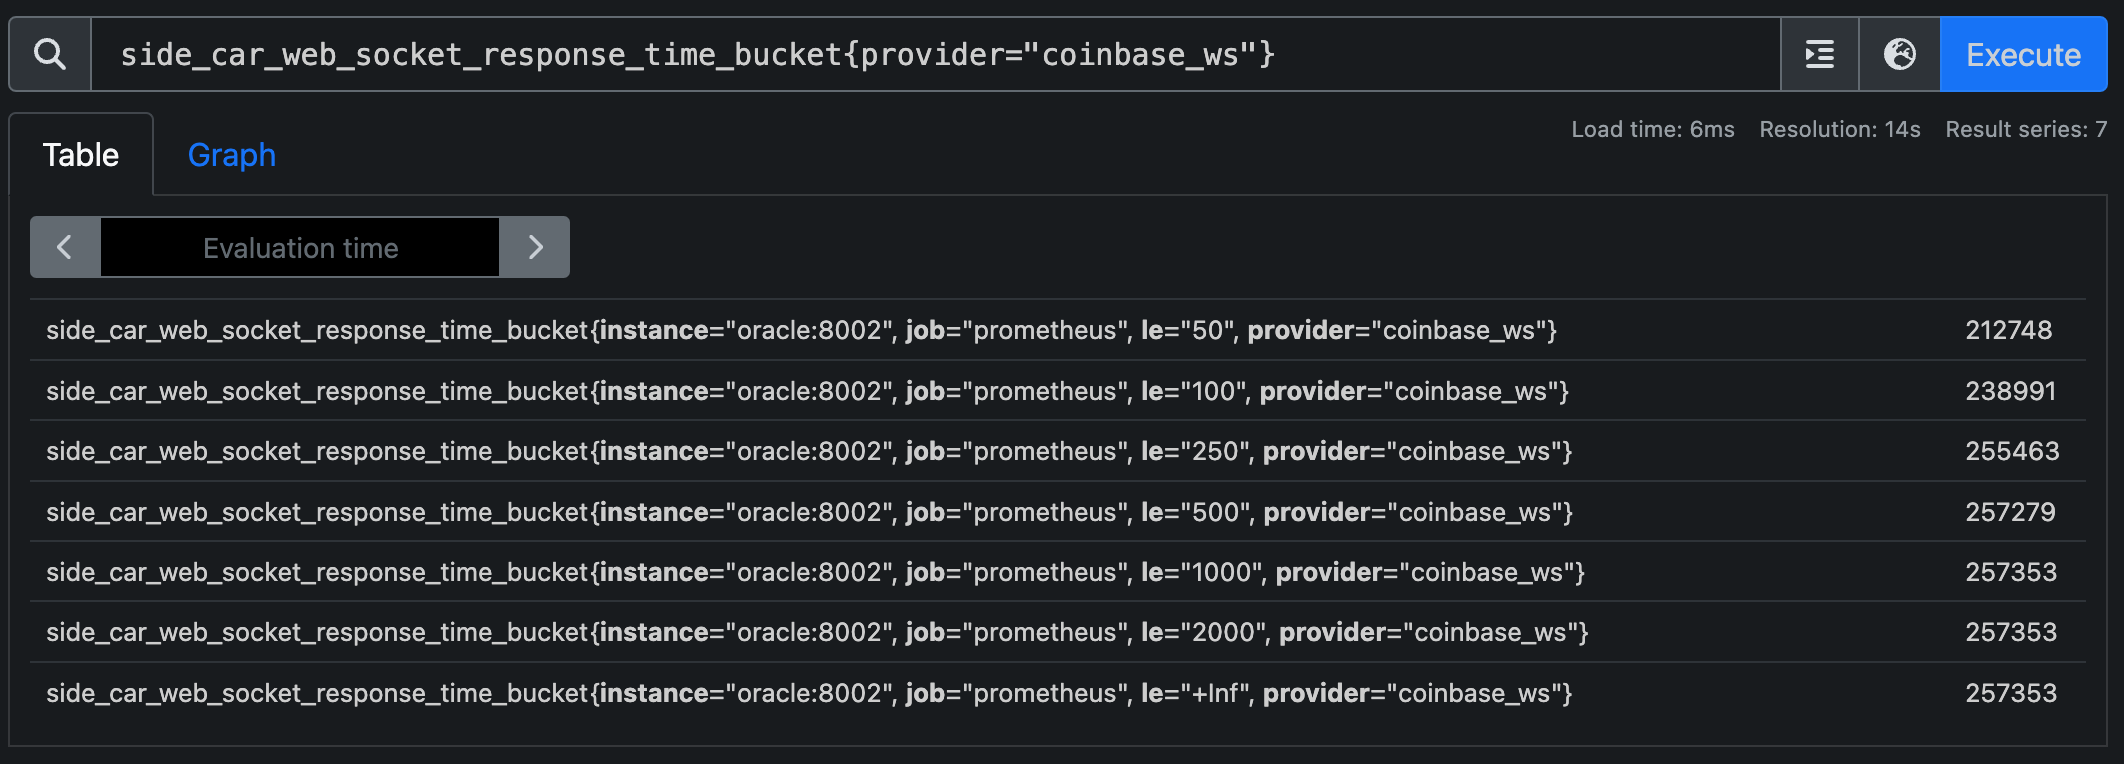 side_car_web_socket_response_time_bucket{provider="coinbase_ws"} Execute
Load time: 6ms Resolution: 14s Result series: 7
Table Graph
Evaluation time
side_car_web_socket_response_time_bucket{instance="oracle:8002", job="prometheus", le="50", provider="coinbase_ws"} 212748
side_car_web_socket_response_time_bucket{instance="oracle:8002", job="prometheus", le="100", provider="coinbase_ws"} 238991
side_car_web_socket_response_time_bucket{instance="oracle:8002", job="prometheus", le="250", provider="coinbase_ws"} 255463
side_car_web_socket_response_time_bucket{instance="oracle:8002", job="prometheus", le="500", provider="coinbase_ws"} 257279
side_car_web_socket_response_time_bucket{instance="oracle:8002", job="prometheus", le="1000", provider="coinbase_ws"} 257353
side_car_web_socket_response_time_bucket{instance="oracle:8002", job="prometheus", le="2000", provider="coinbase_ws"} 257353
side_car_web_socket_response_time_bucket{instance="oracle:8002", job="prometheus", le="+Inf", provider="coinbase_ws"} 257353